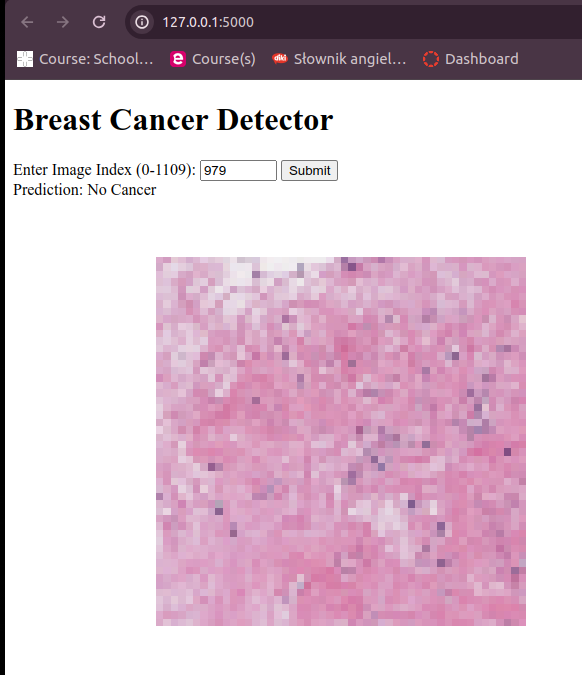 127.0.0.1:5000
Course: School... Course(s) Słownik angiel... Dashboard
Breast Cancer Detector
Enter Image Index (0-1109): 979 Submit
Prediction: No Cancer